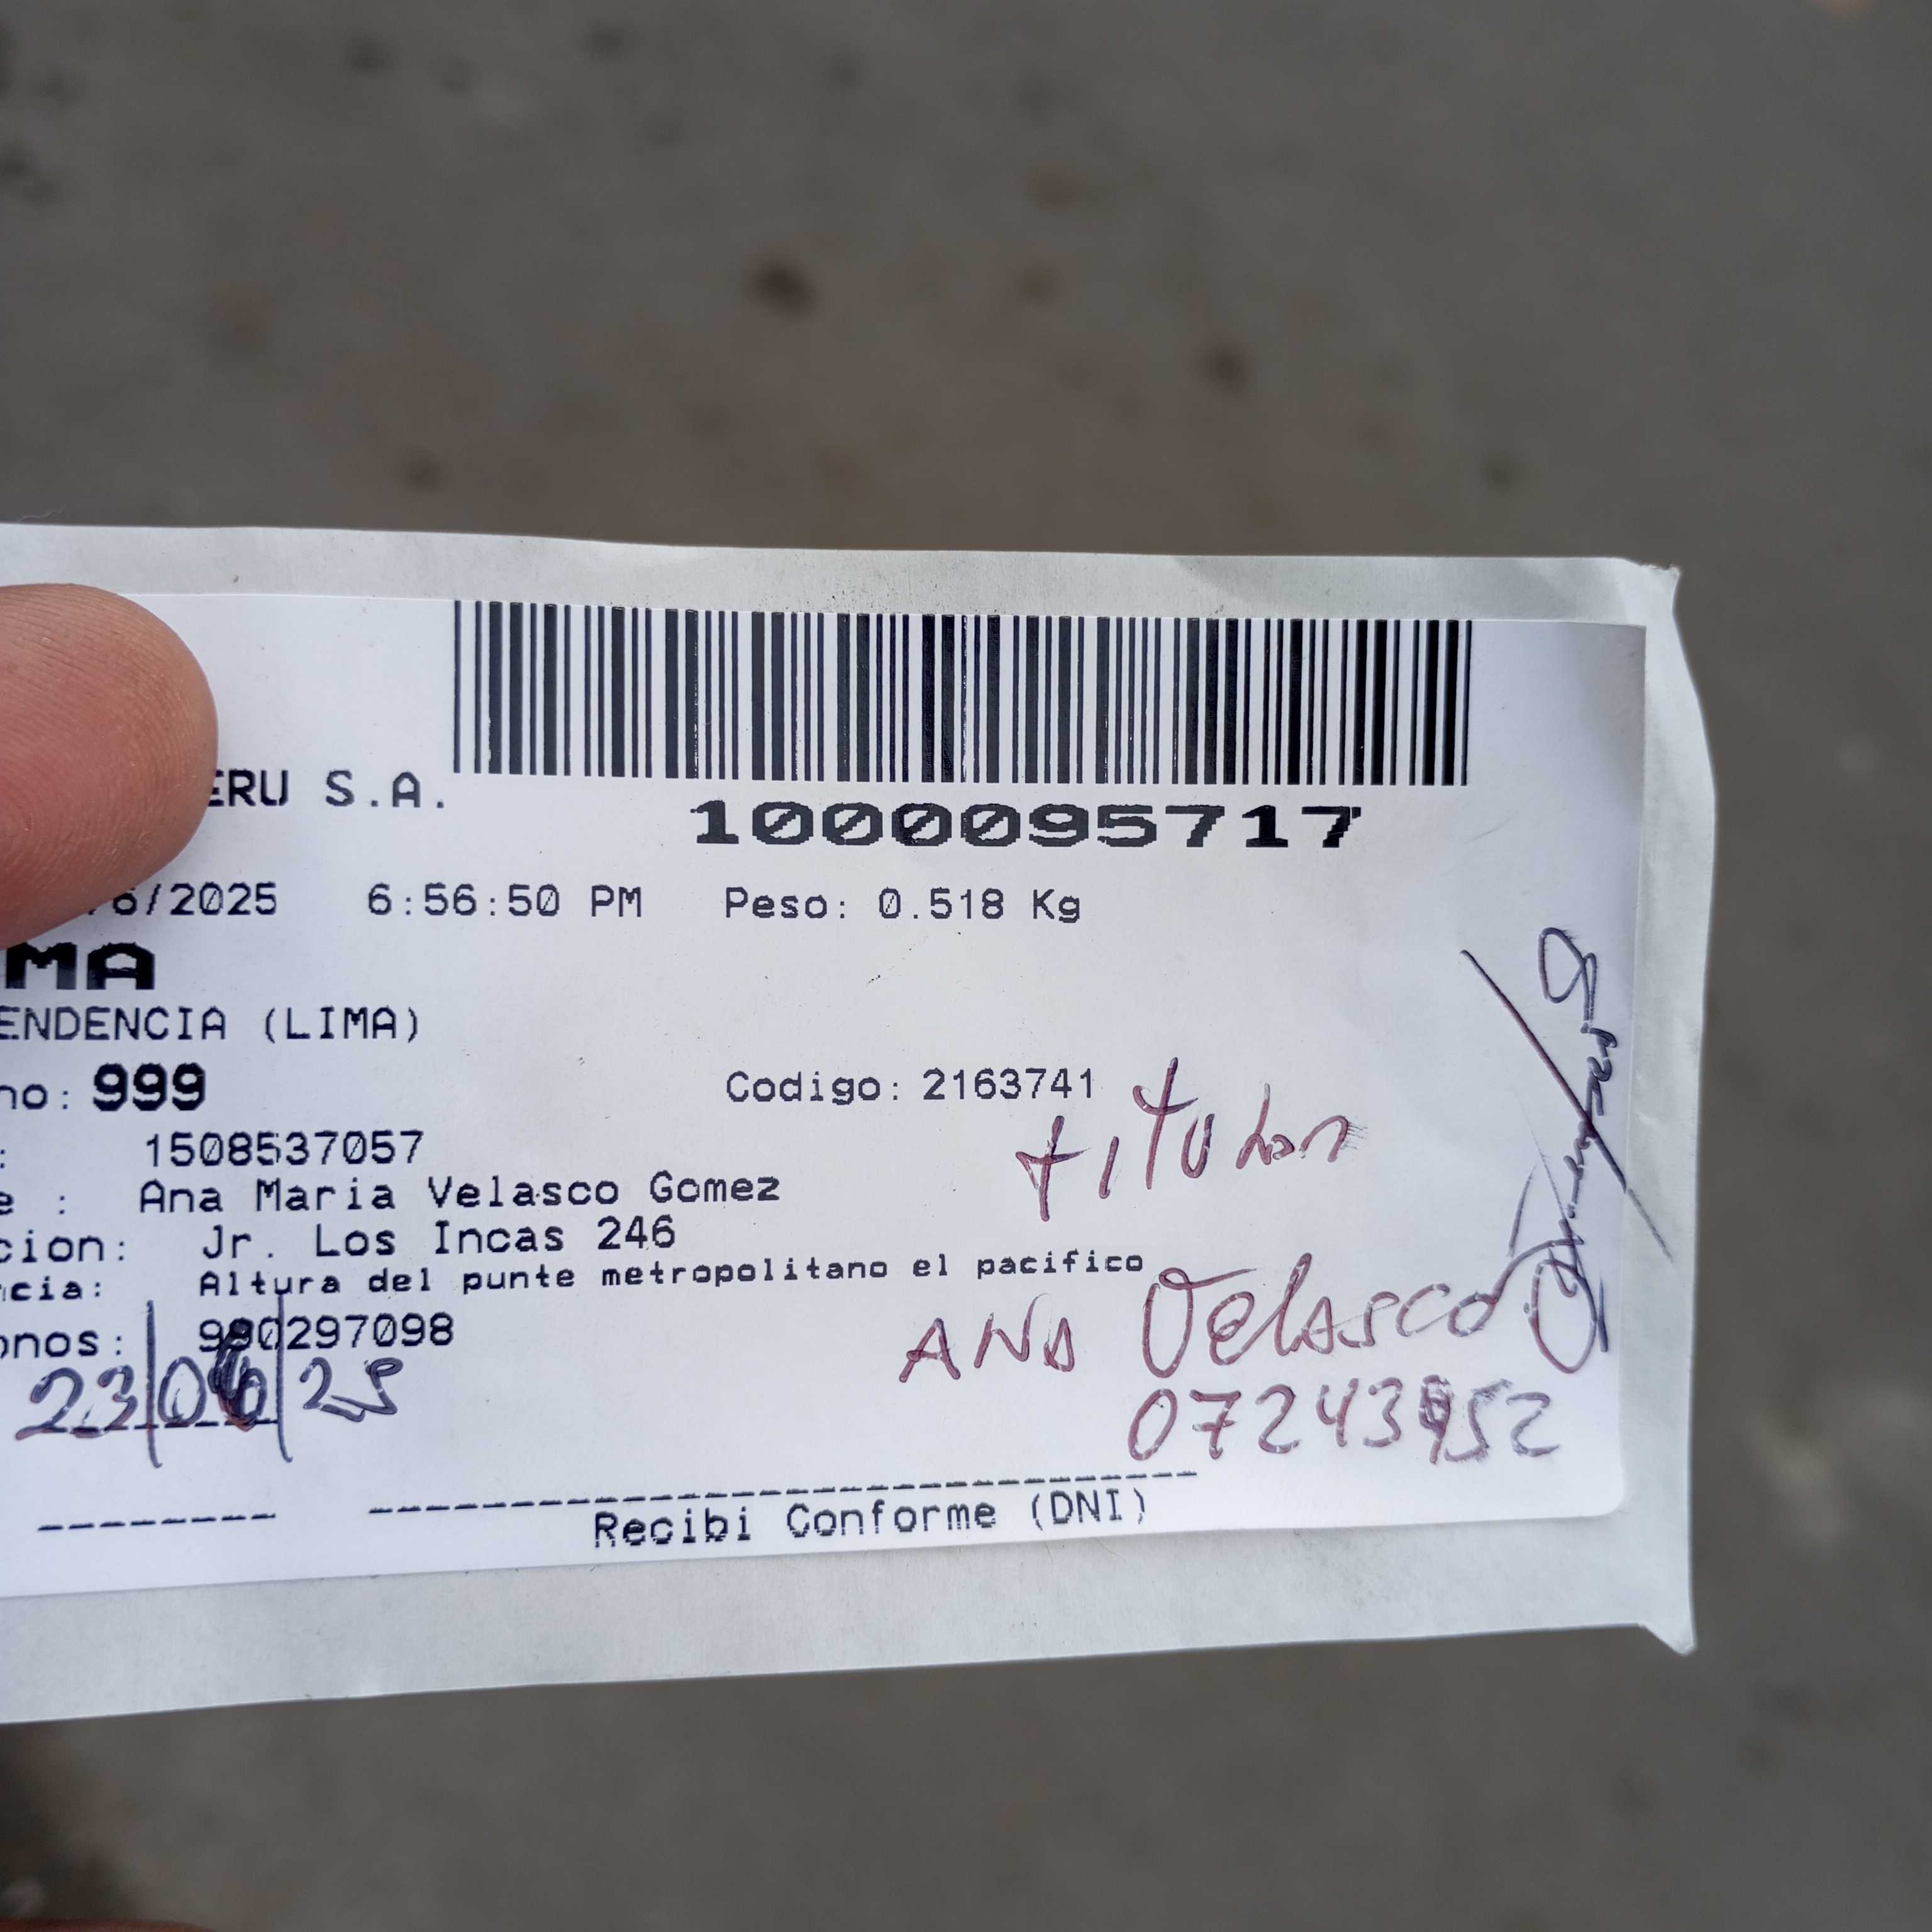 ERU S.A.
1000095717
6/2025 6:56:50 PM Peso: 0.518 Kg
MA
ENDENCIA (LIMA)
no: 999 Codigo: 2163741
: 1508537057
titular
e : Ana Maria Velasco Gomez
cion: Jr. Los Incas 246
cia: Altura del punte metropolitano el pacifico
onos: 990297098
ANA Velasco
23/06/25
07243952
Recibi Conforme (DNI)